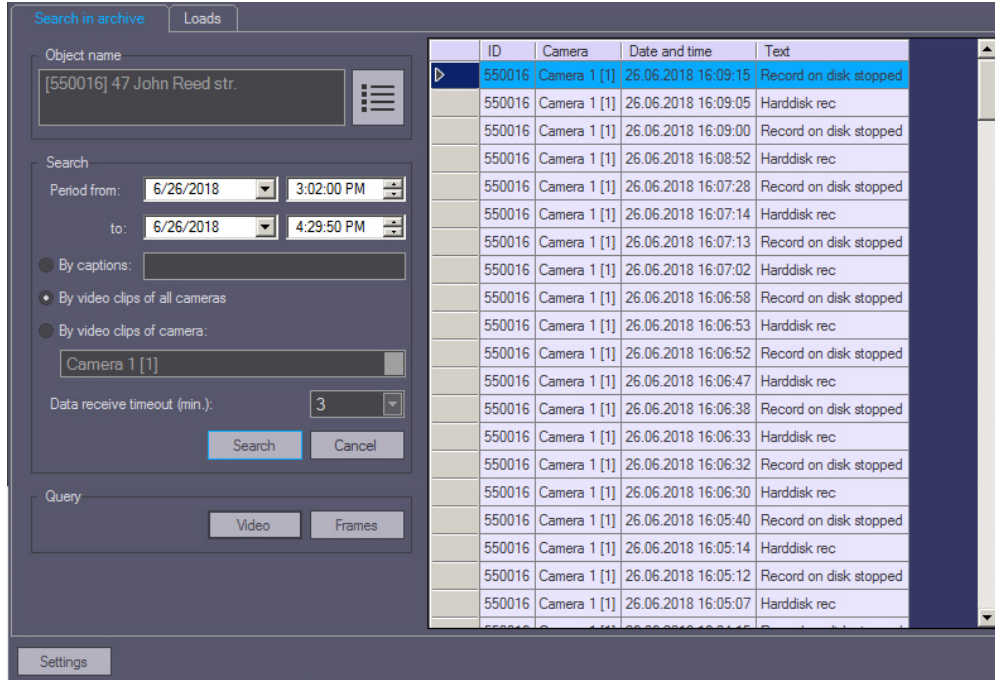 Search in archive Loads
Object name
[550016] 47 John Reed str.
Search
Period from: 6/26/2018 3:02:00 PM
to: 6/26/2018 4:29:50 PM
By captions:
By video clips of all cameras
By video clips of camera:
Camera 1 [1]
Data receive timeout (min.): 3
Search Cancel
Query
Video Frames
ID Camera Date and time Text
550016 Camera 1 [1] 26.06.2018 16:09:15 Record on disk stopped
550016 Camera 1 [1] 26.06.2018 16:09:05 Harddisk rec
550016 Camera 1 [1] 26.06.2018 16:09:00 Record on disk stopped
550016 Camera 1 [1] 26.06.2018 16:08:52 Harddisk rec
550016 Camera 1 [1] 26.06.2018 16:07:28 Record on disk stopped
550016 Camera 1 [1] 26.06.2018 16:07:14 Harddisk rec
550016 Camera 1 [1] 26.06.2018 16:07:13 Record on disk stopped
550016 Camera 1 [1] 26.06.2018 16:07:02 Harddisk rec
550016 Camera 1 [1] 26.06.2018 16:06:58 Record on disk stopped
550016 Camera 1 [1] 26.06.2018 16:06:53 Harddisk rec
550016 Camera 1 [1] 26.06.2018 16:06:52 Record on disk stopped
550016 Camera 1 [1] 26.06.2018 16:06:47 Harddisk rec
550016 Camera 1 [1] 26.06.2018 16:06:38 Record on disk stopped
550016 Camera 1 [1] 26.06.2018 16:06:33 Harddisk rec
550016 Camera 1 [1] 26.06.2018 16:06:32 Record on disk stopped
550016 Camera 1 [1] 26.06.2018 16:06:30 Harddisk rec
550016 Camera 1 [1] 26.06.2018 16:05:40 Record on disk stopped
550016 Camera 1 [1] 26.06.2018 16:05:14 Harddisk rec
550016 Camera 1 [1] 26.06.2018 16:05:12 Record on disk stopped
550016 Camera 1 [1] 26.06.2018 16:05:07 Harddisk rec
Settings